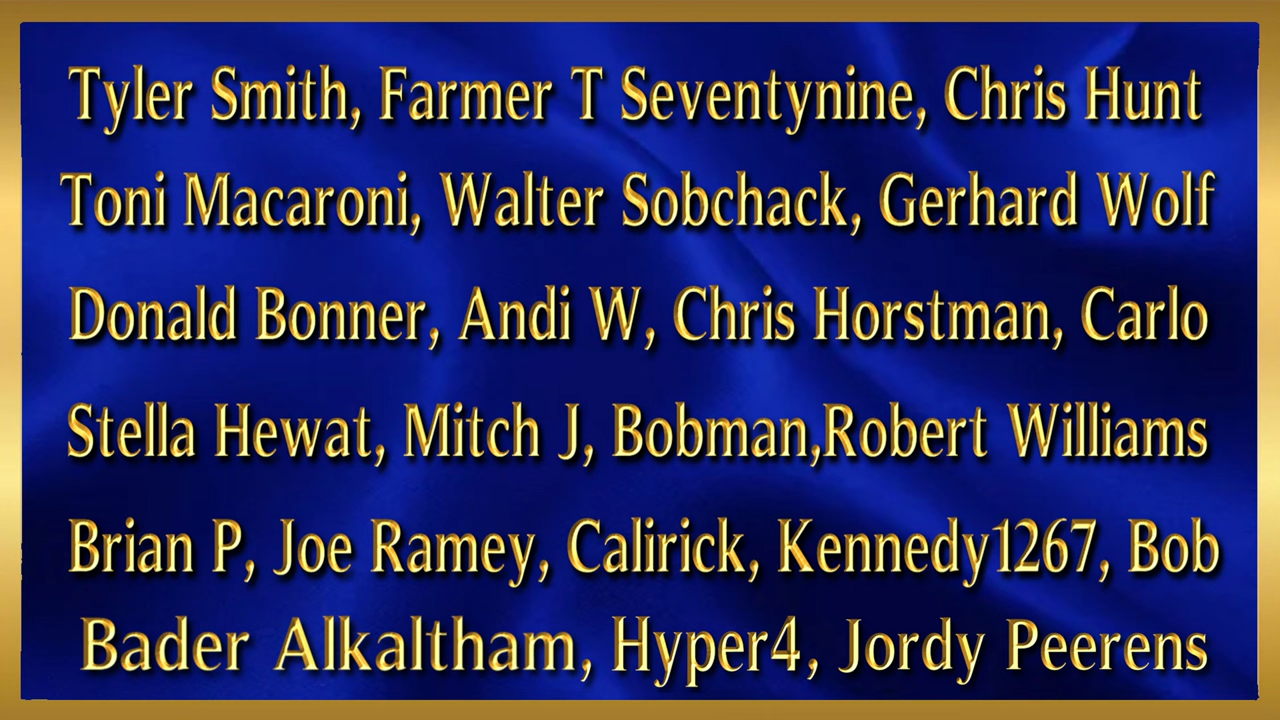 Tyler Smith, Farmer T Seventynine, Chris Hunt
Toni Macaroni, Walter Sobchack, Gerhard Wolf
Donald Bonner, Andi W, Chris Horstman, Carlo
Stella Hewat, Mitch J, Bobman,Robert Williams
Brian P, Joe Ramey, Calirick, Kennedy1267, Bob
Bader Alkaltham, Hyper4, Jordy Peerens